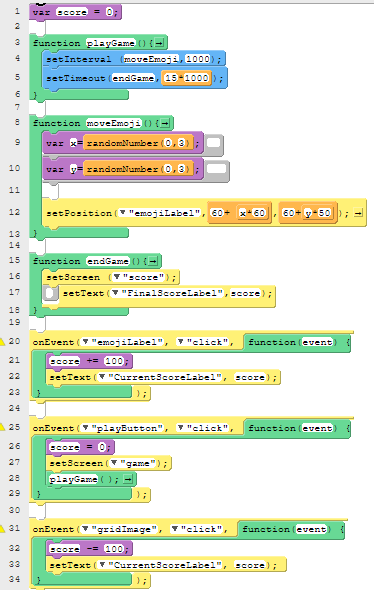 1 var score = 0;
2
3 function playGame(){→
4 setInterval (moveEmoji,1000);
5 setTimeout(endGame,15*1000);
6 }
7
8 function moveEmoji(){→
9 var x=randomNumber(0,3);
10 var y=randomNumber(0,3);
11
12 setPosition(▼"emojiLabel",60+ x*60,60+y*50);→
13 }
14
15 function endGame(){→
16 setScreen (▼"score");
17 setText(▼"FinalScoreLabel",score);
18 }
19
20 onEvent(▼"emojiLabel", ▼"click", function(event) {
21 score += 100;
22 setText(▼"CurrentScoreLabel", score);
23 } );
24
25 onEvent(▼"playButton", ▼"click", function(event) {
26 score = 0;
27 setScreen(▼"game");
28 playGame();→
29 } );
30
31 onEvent(▼"gridImage", ▼"click", function(event) {
32 score -= 100;
33 setText(▼"CurrentScoreLabel", score);
34 } );